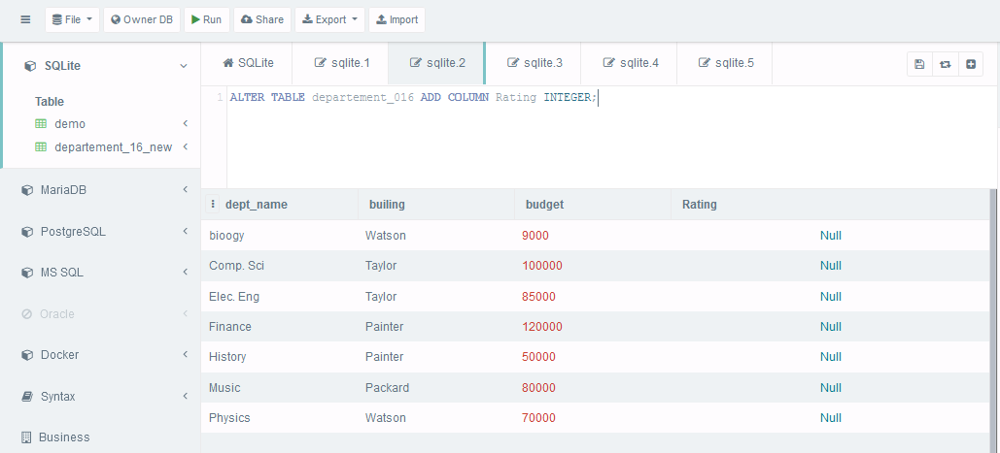 File Owner DB Run Share Export Import
SQLite
Table
demo
departement_16_new
MariaDB
PostgreSQL
MS SQL
Oracle
Docker
Syntax
Business
SQLite sqlite.1 sqlite.2 sqlite.3 sqlite.4 sqlite.5
1 ALTER TABLE departement_016 ADD COLUMN Rating INTEGER;
dept_name builing budget Rating
bioogy Watson 9000 Null
Comp. Sci Taylor 100000 Null
Elec. Eng Taylor 85000 Null
Finance Painter 120000 Null
History Painter 50000 Null
Music Packard 80000 Null
Physics Watson 70000 Null